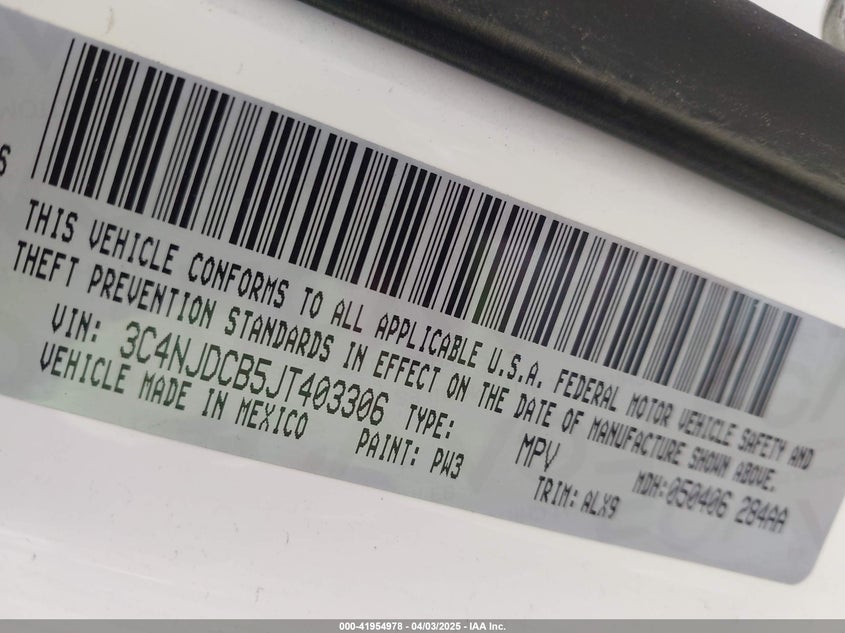 S
THIS VEHICLE CONFORMS TO ALL APPLICABLE U.S.A. FEDERAL MOTOR VEHICLE SAFETY AND
THEFT PREVENTION STANDARDS IN EFFECT ON THE DATE OF MANUFACTURE SHOWN ABOVE.
VIN: 3C4NJDCB5JT403306 TYPE: MPV MDH:050406 284AA
VEHICLE MADE IN MEXICO PAINT: PW3 TRIM: ALX9
000-41954978 - 04/03/2025 - IAA Inc.